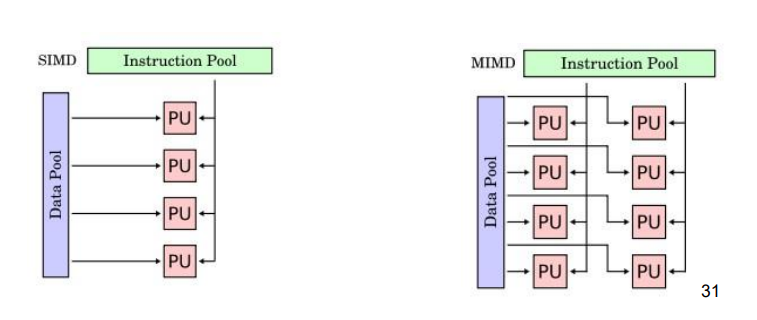 SIMD
Instruction Pool
Data Pool
PU
PU
PU
PU
MIMD
Instruction Pool
Data Pool
PU
PU
PU
PU
PU
PU
PU
PU
31